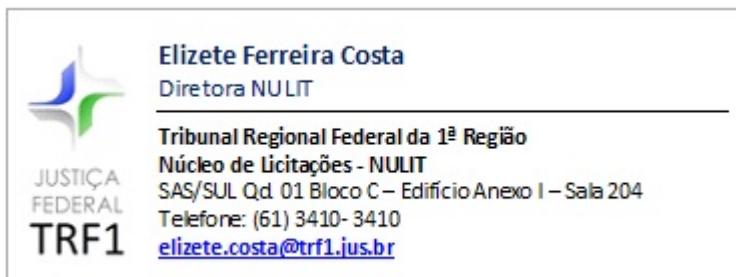 Elizete Ferreira Costa
Diretora NULIT
Tribunal Regional Federal da 1ª Região
Núcleo de Licitações - NULIT
SAS/SUL Qd. 01 Bloco C – Edifício Anexo I – Sala 204
Telefone: (61) 3410- 3410
elizete.costa@trf1.jus.br
JUSTIÇA
FEDERAL
TRF1